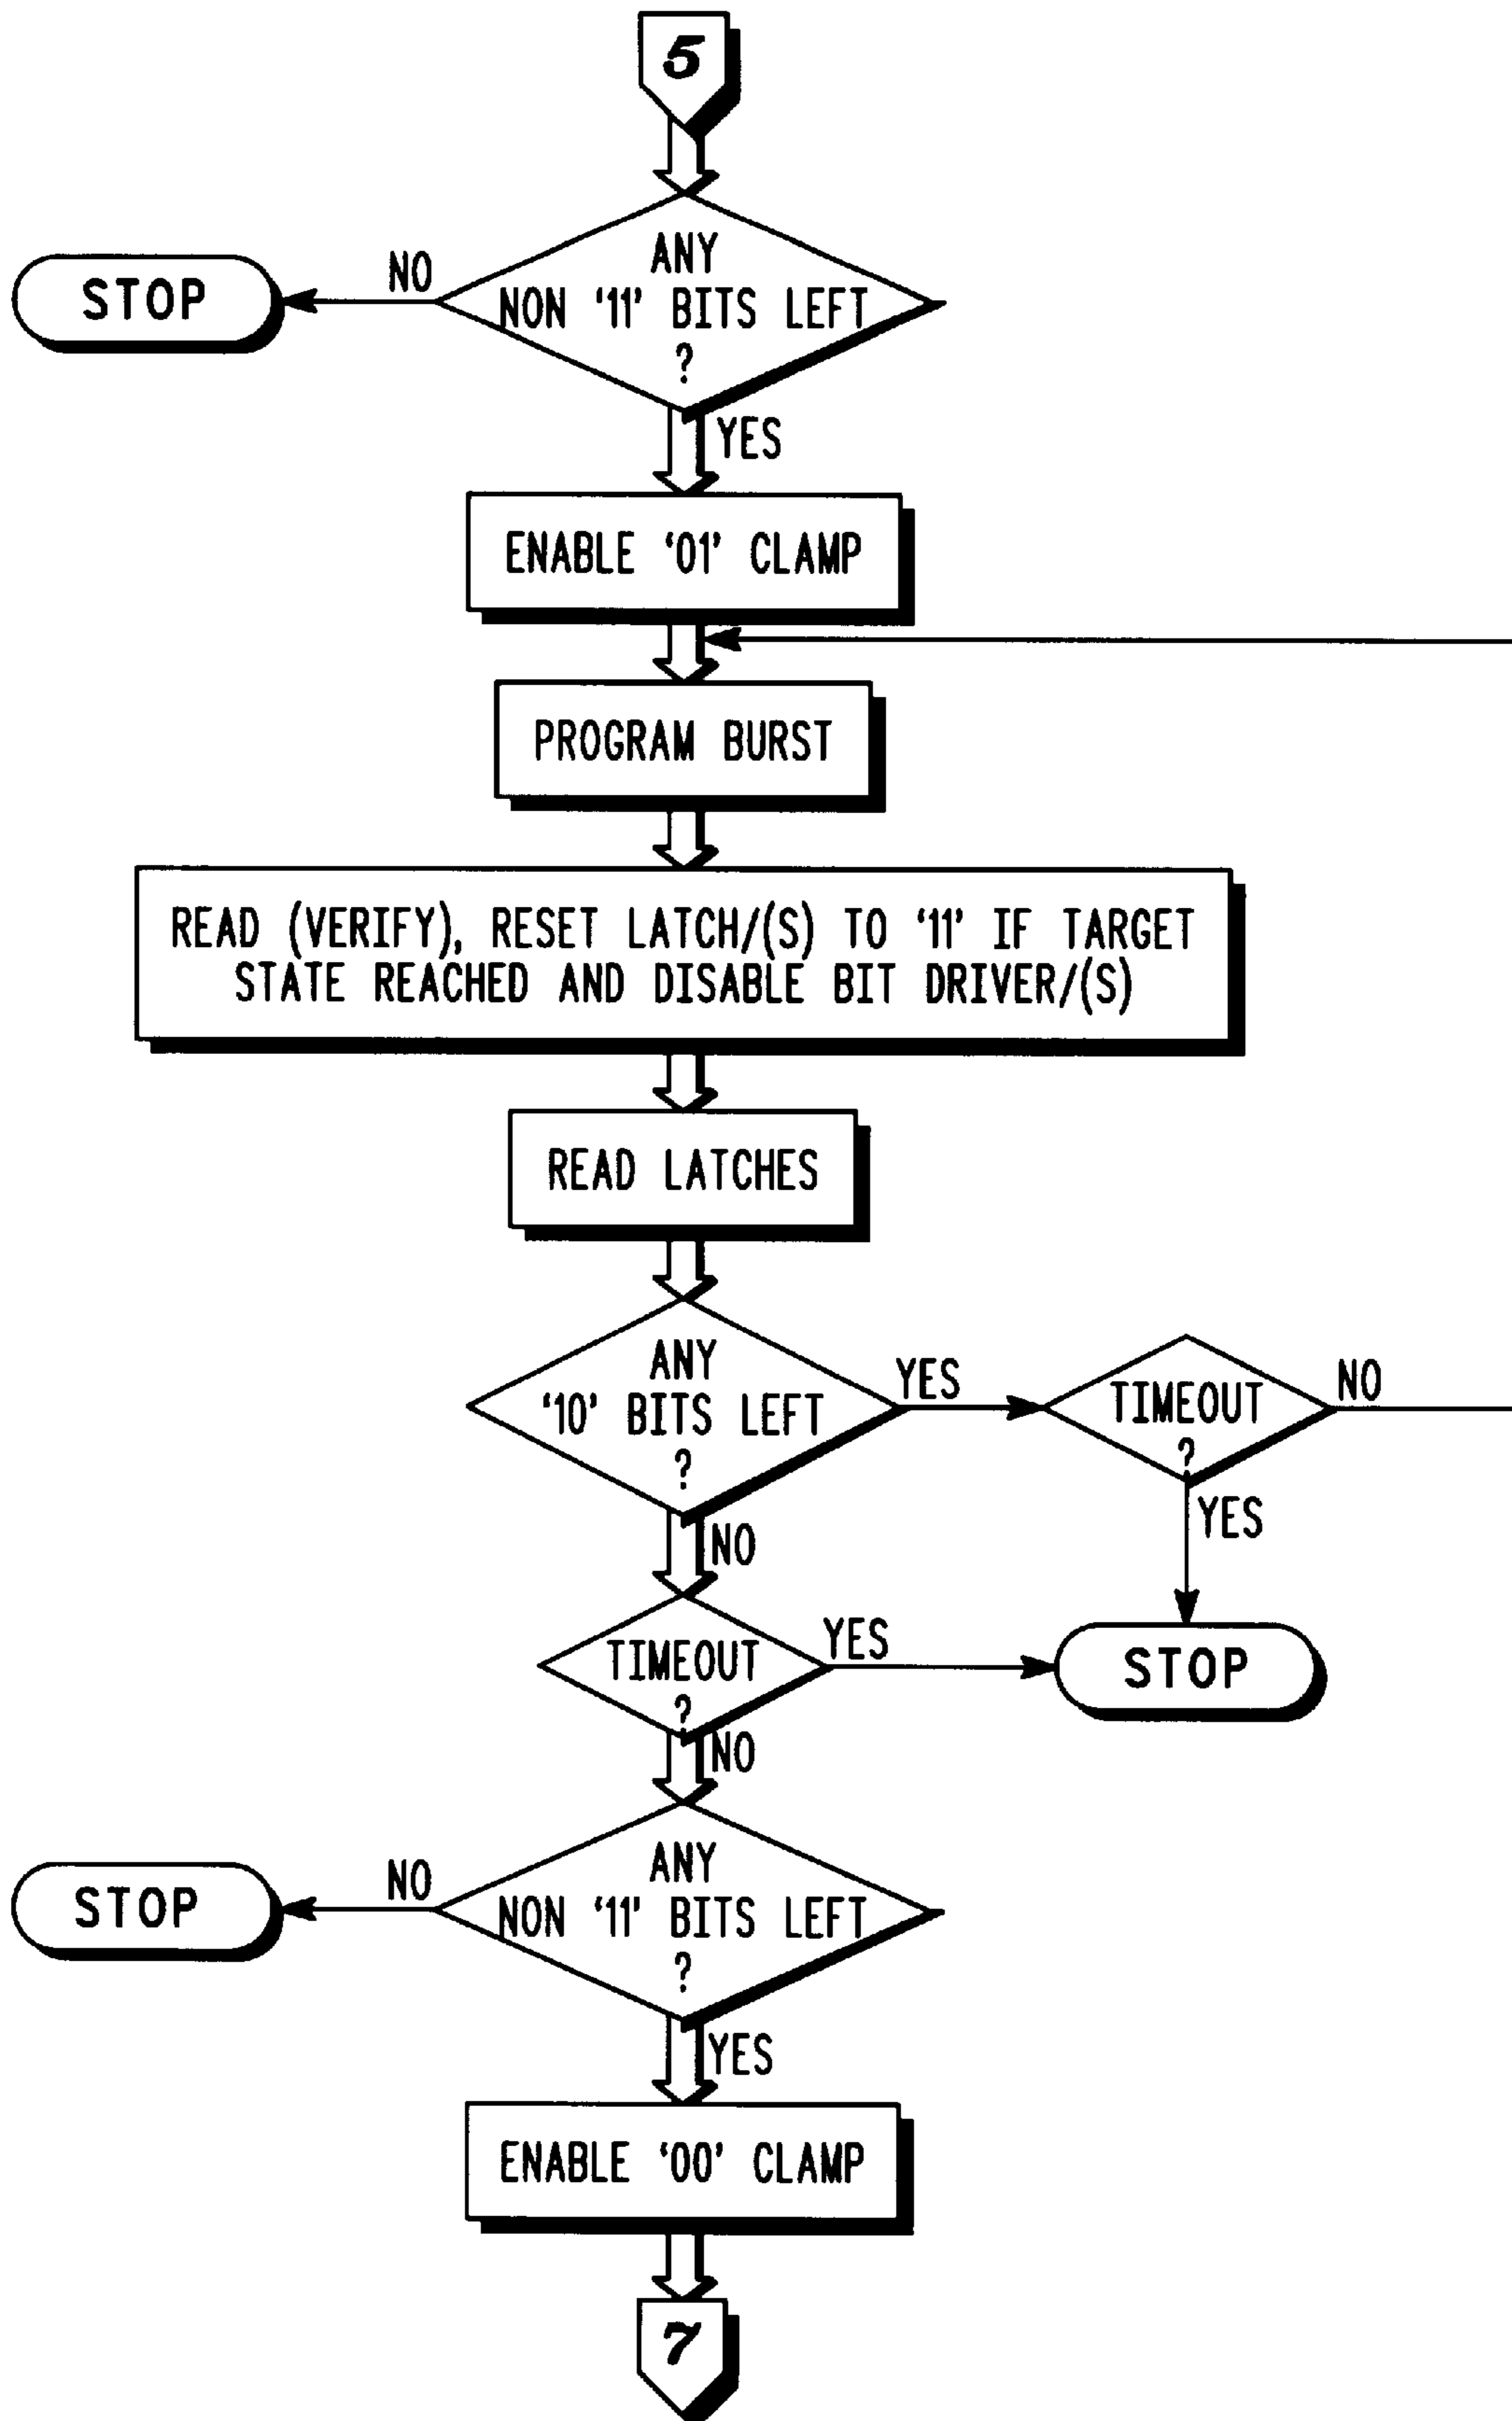 5
ANY
NON '11' BITS LEFT
?
NO
STOP
YES
ENABLE '01' CLAMP
PROGRAM BURST
READ (VERIFY), RESET LATCH/(S) TO '11' IF TARGET
STATE REACHED AND DISABLE BIT DRIVER/(S)
READ LATCHES
ANY
'10' BITS LEFT
?
YES
TIMEOUT
?
NO
YES
NO
TIMEOUT
?
YES
STOP
NO
ANY
NON '11' BITS LEFT
?
NO
STOP
YES
ENABLE '00' CLAMP
7